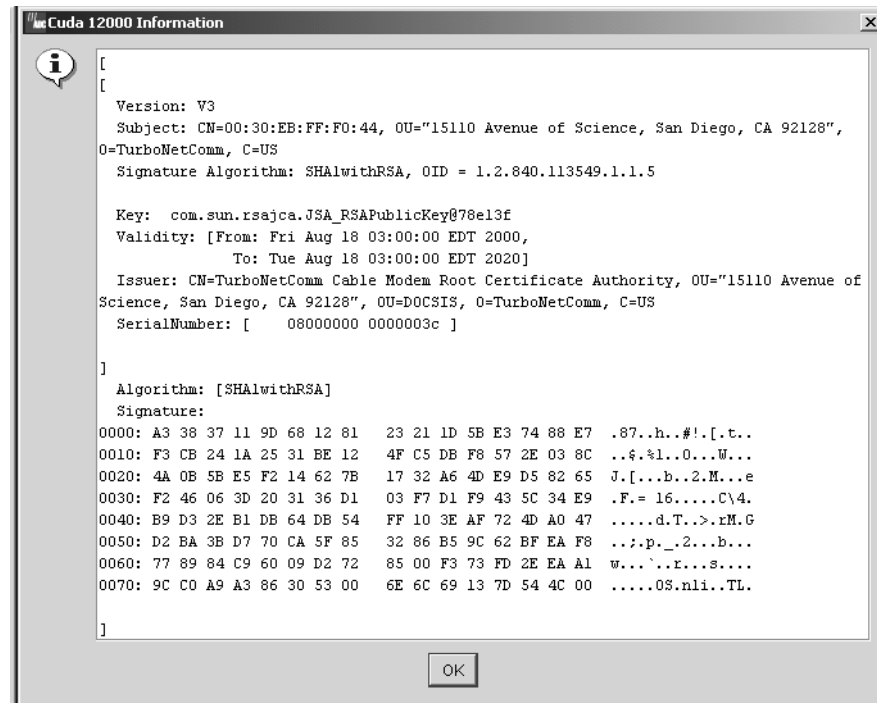 Cuda 12000 Information
[
[
Version: V3
Subject: CN=00:30:EB:FF:F0:44, OU="15110 Avenue of Science, San Diego, CA 92128",
O=TurboNetComm, C=US
Signature Algorithm: SHA1withRSA, OID = 1.2.840.113549.1.1.5
Key: com.sun.rsajca.JSA_RSAPublicKey@78e13f
Validity: [From: Fri Aug 18 03:00:00 EDT 2000,
To: Tue Aug 18 03:00:00 EDT 2020]
Issuer: CN=TurboNetComm Cable Modem Root Certificate Authority, OU="15110 Avenue of
Science, San Diego, CA 92128", OU=DOCSIS, O=TurboNetComm, C=US
SerialNumber: [ 08000000 0000003c ]
]
Algorithm: [SHA1withRSA]
Signature:
0000: A3 38 37 11 9D 68 12 81 23 21 1D 5B E3 74 88 E7 .87..h..#!.[.t..
0010: F3 CB 24 1A 25 31 BE 12 4F C5 DB F8 57 2E 03 8C ..$.%1..O...W...
0020: 4A 0B 5B E5 F2 14 62 7B 17 32 A6 4D E9 D5 82 65 J.[...b..2.M...e
0030: F2 46 06 3D 20 31 36 D1 03 F7 D1 F9 43 5C 34 E9 .F.= 16.....C\4.
0040: B9 D3 2E B1 DB 64 DB 54 FF 10 3E AF 72 4D A0 47 .....d.T..>.rM.G
0050: D2 BA 3B D7 70 CA 5F 85 32 86 B5 9C 62 BF EA F8 ..;.p._.2...b...
0060: 77 89 84 C9 60 09 D2 72 85 00 F3 73 FD 2E EA A1 w...`..r...s....
0070: 9C C0 A9 A3 86 30 53 00 6E 6C 69 13 7D 54 4C 00 .....0S.nli..TL.
]
OK